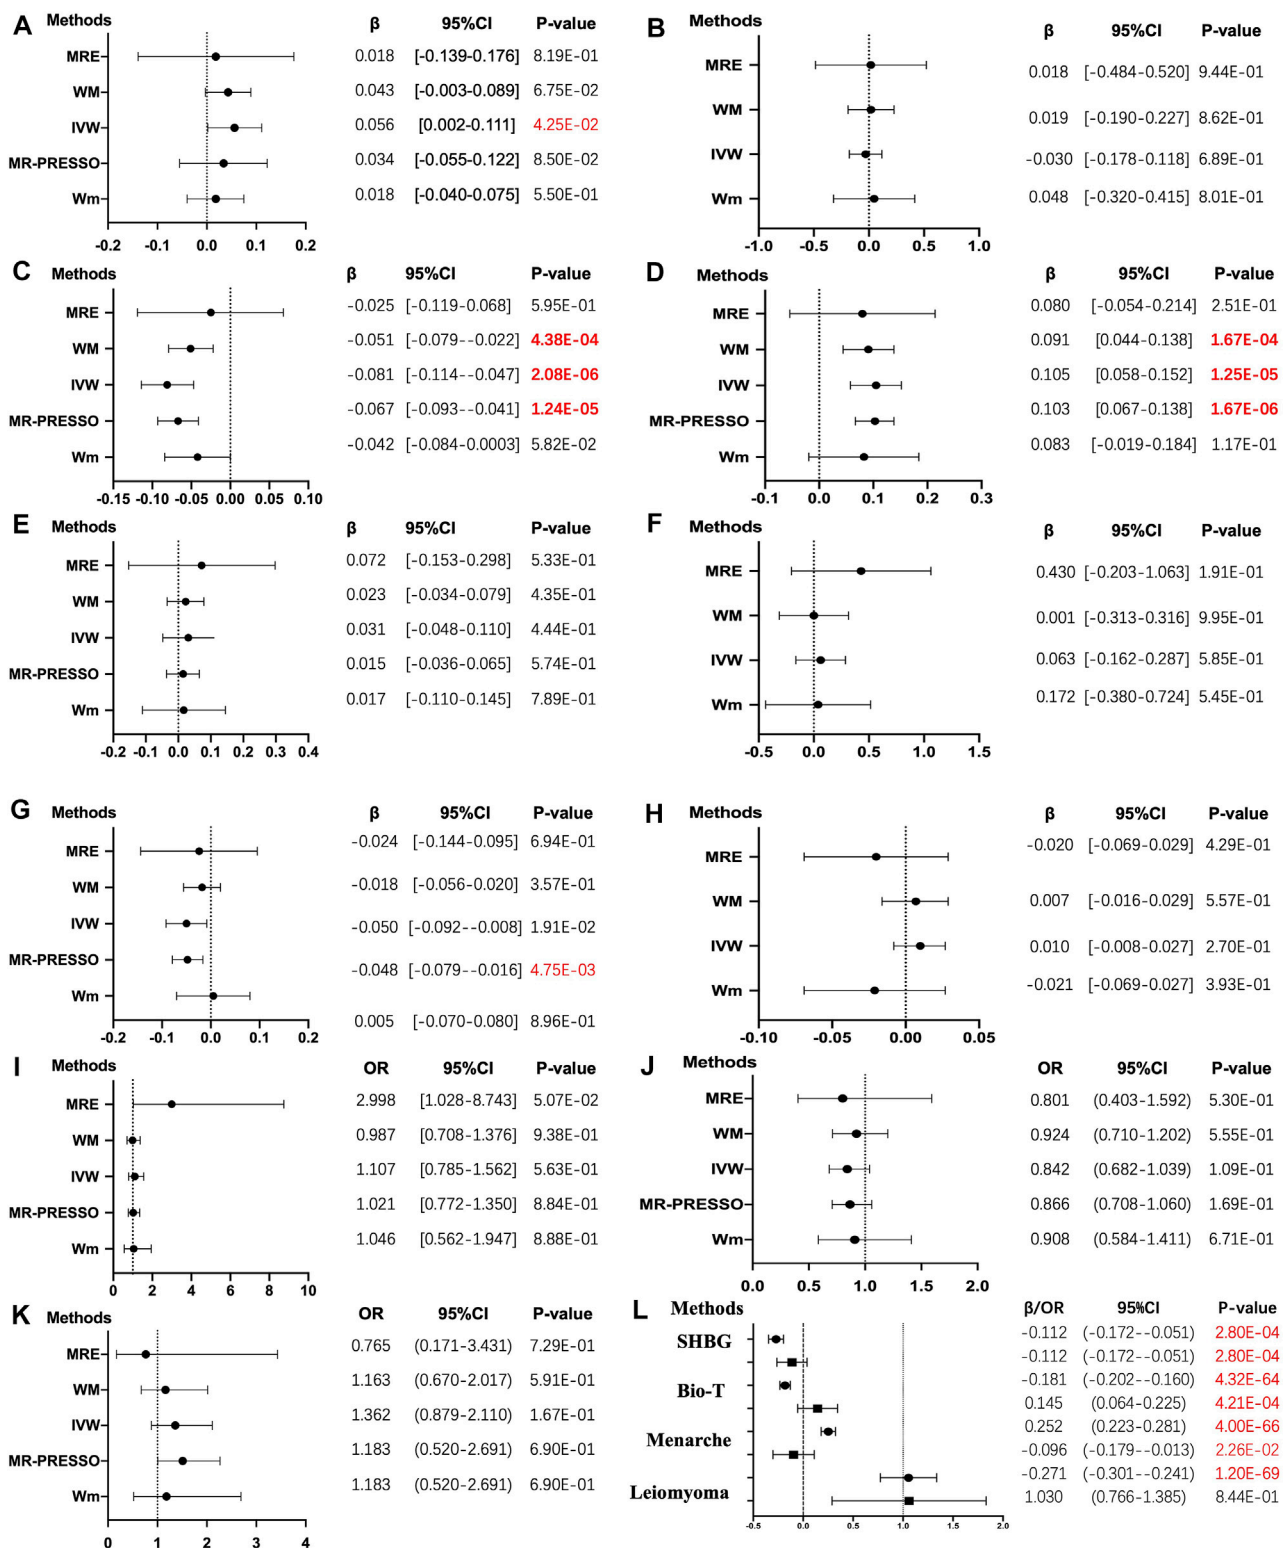 A Methods β 95%CI P-value
MRE 0.018 [-0.139-0.176] 8.19E-01
WM 0.043 [-0.003-0.089] 6.75E-02
IVW 0.056 [0.002-0.111] 4.25E-02
MR-PRESSO 0.034 [-0.055-0.122] 8.50E-02
Wm 0.018 [-0.040-0.075] 5.50E-01
-0.2 -0.1 0.0 0.1 0.2
B Methods β 95%CI P-value
MRE 0.018 [-0.484-0.520] 9.44E-01
WM 0.019 [-0.190-0.227] 8.62E-01
IVW -0.030 [-0.178-0.118] 6.89E-01
Wm 0.048 [-0.320-0.415] 8.01E-01
-1.0 -0.5 0.0 0.5 1.0
C Methods β 95%CI P-value
MRE -0.025 [-0.119-0.068] 5.95E-01
WM -0.051 [-0.079--0.022] 4.38E-04
IVW -0.081 [-0.114--0.047] 2.08E-06
MR-PRESSO -0.067 [-0.093--0.041] 1.24E-05
Wm -0.042 [-0.084-0.0003] 5.82E-02
-0.15 -0.10 -0.05 0.00 0.05 0.10
D Methods β 95%CI P-value
MRE 0.080 [-0.054-0.214] 2.51E-01
WM 0.091 [0.044-0.138] 1.67E-04
IVW 0.105 [0.058-0.152] 1.25E-05
MR-PRESSO 0.103 [0.067-0.138] 1.67E-06
Wm 0.083 [-0.019-0.184] 1.17E-01
-0.1 0.0 0.1 0.2 0.3
E Methods β 95%CI P-value
MRE 0.072 [-0.153-0.298] 5.33E-01
WM 0.023 [-0.034-0.079] 4.35E-01
IVW 0.031 [-0.048-0.110] 4.44E-01
MR-PRESSO 0.015 [-0.036-0.065] 5.74E-01
Wm 0.017 [-0.110-0.145] 7.89E-01
-0.2 -0.1 0.0 0.1 0.2 0.3 0.4
F Methods β 95%CI P-value
MRE 0.430 [-0.203-1.063] 1.91E-01
WM 0.001 [-0.313-0.316] 9.95E-01
IVW 0.063 [-0.162-0.287] 5.85E-01
Wm 0.172 [-0.380-0.724] 5.45E-01
-0.5 0.0 0.5 1.0 1.5
G Methods β 95%CI P-value
MRE -0.024 [-0.144-0.095] 6.94E-01
WM -0.018 [-0.056-0.020] 3.57E-01
IVW -0.050 [-0.092--0.008] 1.91E-02
MR-PRESSO -0.048 [-0.079--0.016] 4.75E-03
Wm 0.005 [-0.070-0.080] 8.96E-01
-0.2 -0.1 0.0 0.1 0.2
H Methods β 95%CI P-value
MRE -0.020 [-0.069-0.029] 4.29E-01
WM 0.007 [-0.016-0.029] 5.57E-01
IVW 0.010 [-0.008-0.027] 2.70E-01
Wm -0.021 [-0.069-0.027] 3.93E-01
-0.10 -0.05 0.00 0.05
I Methods OR 95%CI P-value
MRE 2.998 [1.028-8.743] 5.07E-02
WM 0.987 [0.708-1.376] 9.38E-01
IVW 1.107 [0.785-1.562] 5.63E-01
MR-PRESSO 1.021 [0.772-1.350] 8.84E-01
Wm 1.046 [0.562-1.947] 8.88E-01
0 2 4 6 8 10
J Methods OR 95%CI P-value
MRE 0.801 (0.403-1.592) 5.30E-01
WM 0.924 (0.710-1.202) 5.55E-01
IVW 0.842 (0.682-1.039) 1.09E-01
MR-PRESSO 0.866 (0.708-1.060) 1.69E-01
Wm 0.908 (0.584-1.411) 6.71E-01
0.0 0.5 1.0 1.5 2.0
K Methods OR 95%CI P-value
MRE 0.765 (0.171-3.431) 7.29E-01
WM 1.163 (0.670-2.017) 5.91E-01
IVW 1.362 (0.879-2.110) 1.67E-01
MR-PRESSO 1.183 (0.520-2.691) 6.90E-01
Wm 1.183 (0.520-2.691) 6.90E-01
0 1 2 3 4
L Methods β/OR 95%CI P-value
SHBG -0.112 (-0.172--0.051) 2.80E-04
-0.112 (-0.172--0.051) 2.80E-04
Bio-T -0.181 (-0.202--0.160) 4.32E-64
0.145 (0.064-0.225) 4.21E-04
Menarche 0.252 (0.223-0.281) 4.00E-66
-0.096 (-0.179--0.013) 2.26E-02
Leiomyoma -0.271 (-0.301--0.241) 1.20E-69
1.030 (0.766-1.385) 8.44E-01
-0.5 0.0 0.5 1.0 1.5 2.0